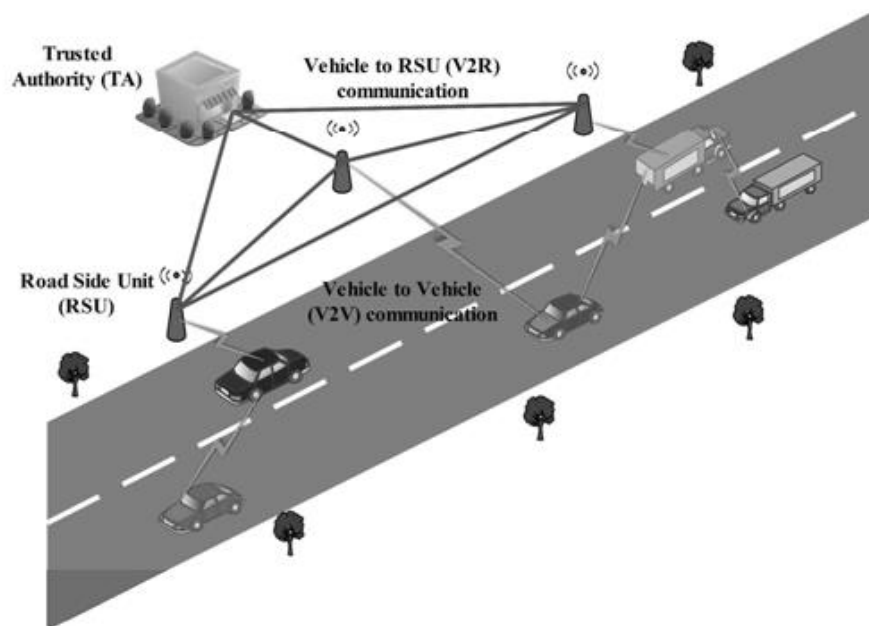 Trusted
Authority (TA)
Vehicle to RSU (V2R)
communication
Road Side Unit
(RSU)
Vehicle to Vehicle
(V2V) communication